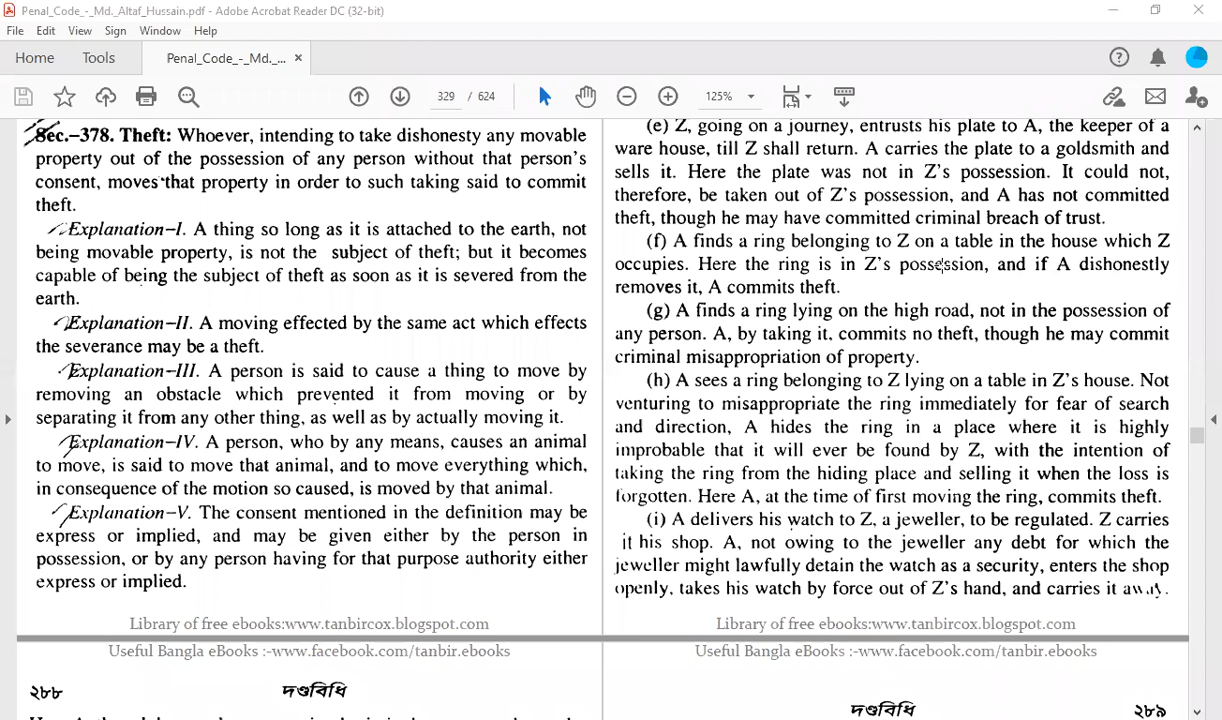 Penal_Code_-_Md._Altaf_Hussain.pdf - Adobe Acrobat Reader DC (32-bit)
File Edit View Sign Window Help
Home Tools Penal_Code_-_Md._... ×
329 / 624 125%
Sec.–378. Theft: Whoever, intending to take dishonesty any movable
property out of the possession of any person without that person's
consent, moves that property in order to such taking said to commit
theft.
Explanation–I. A thing so long as it is attached to the earth, not
being movable property, is not the subject of theft; but it becomes
capable of being the subject of theft as soon as it is severed from the
earth.
Explanation–II. A moving effected by the same act which effects
the severance may be a theft.
Explanation–III. A person is said to cause a thing to move by
removing an obstacle which prevented it from moving or by
separating it from any other thing, as well as by actually moving it.
Explanation–IV. A person, who by any means, causes an animal
to move, is said to move that animal, and to move everything which,
in consequence of the motion so caused, is moved by that animal.
Explanation–V. The consent mentioned in the definition may be
express or implied, and may be given either by the person in
possession, or by any person having for that purpose authority either
express or implied.
Library of free ebooks:www.tanbircox.blogspot.com
Useful Bangla eBooks :-www.facebook.com/tanbir.ebooks
২৮৮ দণ্ডবিধি
(e) Z, going on a journey, entrusts his plate to A, the keeper of a
ware house, till Z shall return. A carries the plate to a goldsmith and
sells it. Here the plate was not in Z's possession. It could not,
therefore, be taken out of Z's possession, and A has not committed
theft, though he may have committed criminal breach of trust.
(f) A finds a ring belonging to Z on a table in the house which Z
occupies. Here the ring is in Z's possession, and if A dishonestly
removes it, A commits theft.
(g) A finds a ring lying on the high road, not in the possession of
any person. A, by taking it, commits no theft, though he may commit
criminal misappropriation of property.
(h) A sees a ring belonging to Z lying on a table in Z's house. Not
venturing to misappropriate the ring immediately for fear of search
and direction, A hides the ring in a place where it is highly
improbable that it will ever be found by Z, with the intention of
taking the ring from the hiding place and selling it when the loss is
forgotten. Here A, at the time of first moving the ring, commits theft.
(i) A delivers his watch to Z, a jeweller, to be regulated. Z carries
it his shop. A, not owing to the jeweller any debt for which the
jeweller might lawfully detain the watch as a security, enters the shop
openly, takes his watch by force out of Z's hand, and carries it away.
Library of free ebooks:www.tanbircox.blogspot.com
Useful Bangla eBooks :-www.facebook.com/tanbir.ebooks
দণ্ডবিধি ২৮৯